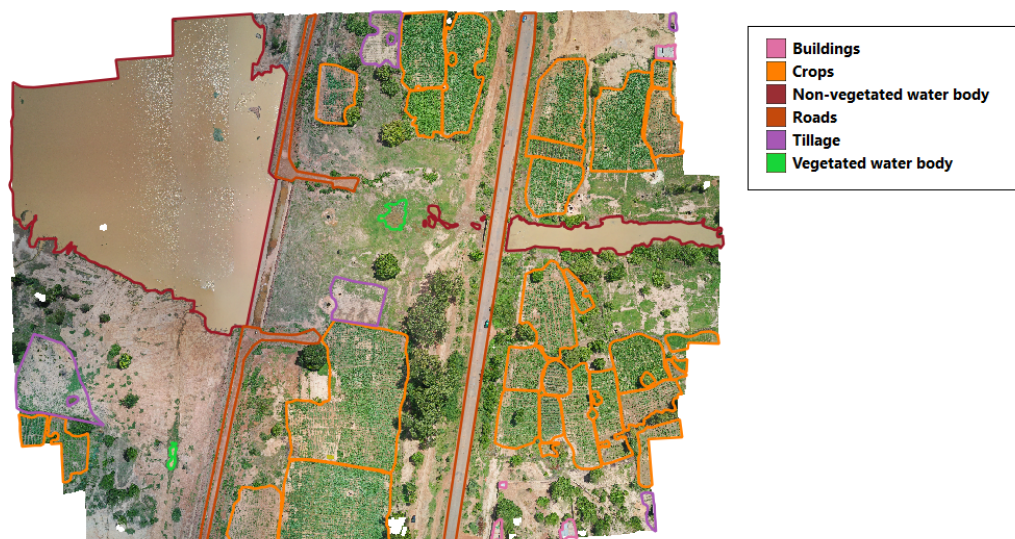 Buildings
Crops
Non-vegetated water body
Roads
Tillage
Vegetated water body